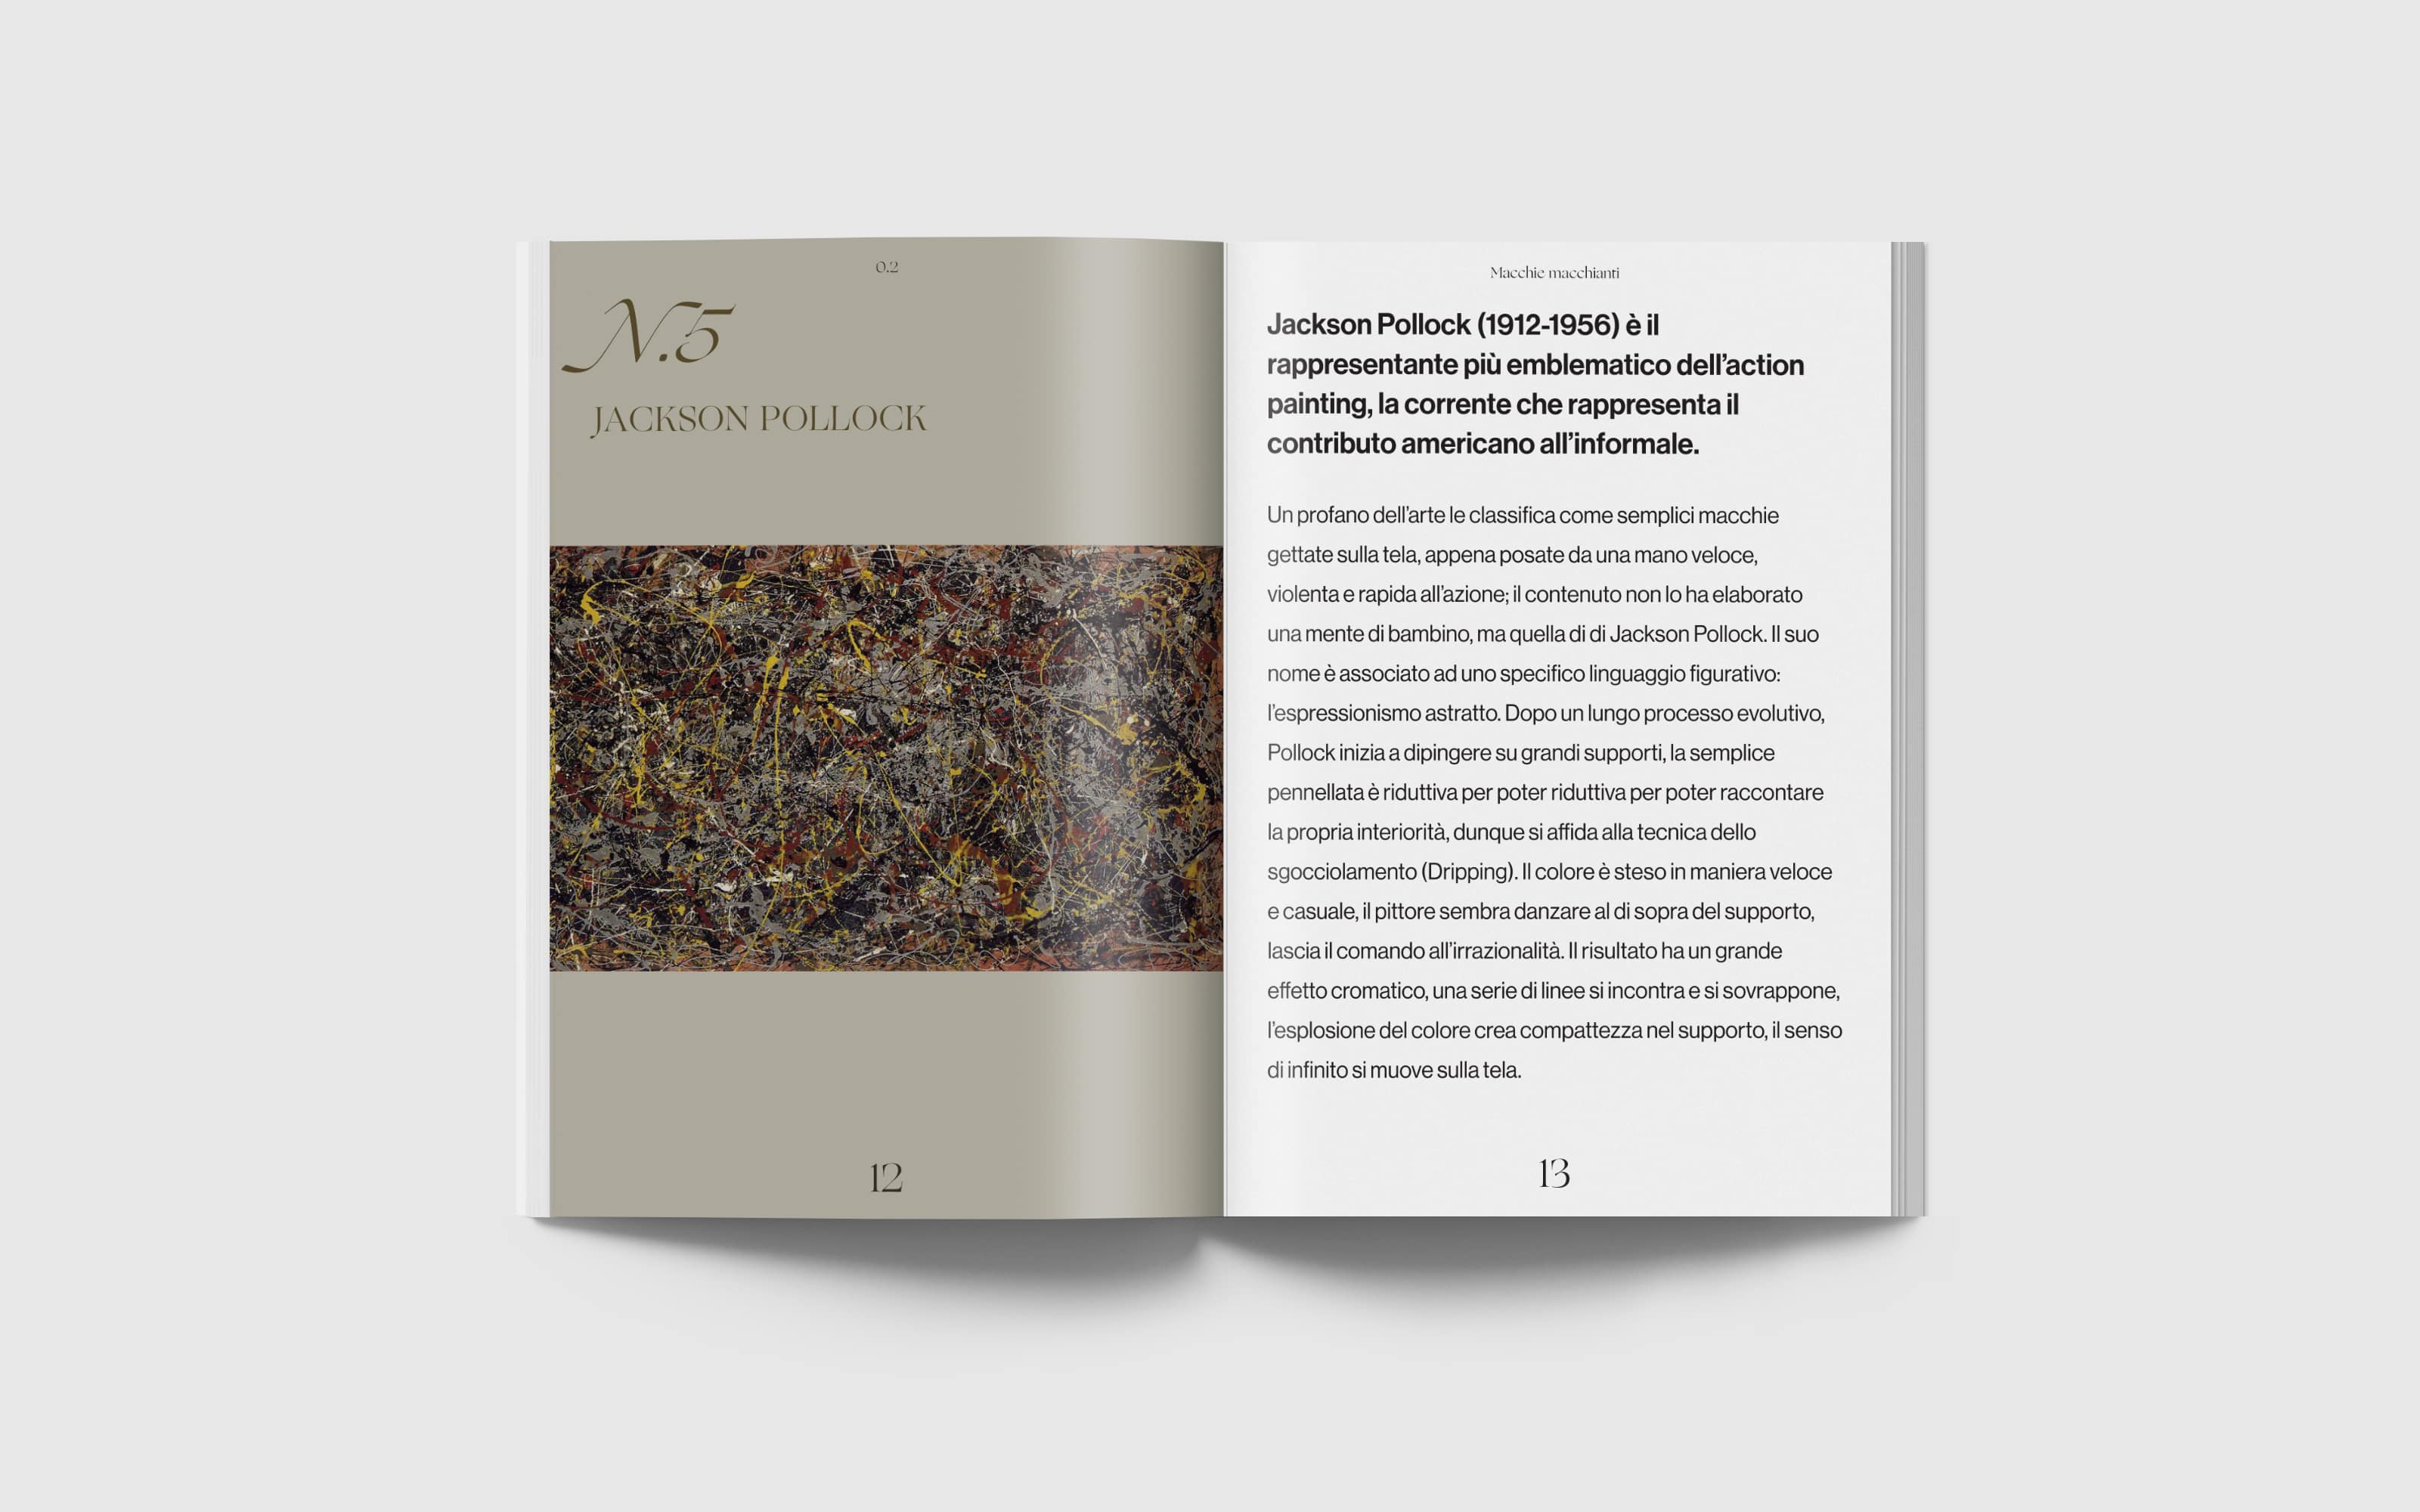 0.2
N.5
JACKSON POLLOCK
12
Macchie macchianti
Jackson Pollock (1912-1956) è il
rappresentante più emblematico dell’action
painting, la corrente che rappresenta il
contributo americano all’informale.
Un profano dell’arte le classifica come semplici macchie
gettate sulla tela, appena posate da una mano veloce,
violenta e rapida all’azione; il contenuto non lo ha elaborato
una mente di bambino, ma quella di di Jackson Pollock. Il suo
nome è associato ad uno specifico linguaggio figurativo:
l’espressionismo astratto. Dopo un lungo processo evolutivo,
Pollock inizia a dipingere su grandi supporti, la semplice
pennellata è riduttiva per poter riduttiva per poter raccontare
la propria interiorità, dunque si affida alla tecnica dello
sgocciolamento (Dripping). Il colore è steso in maniera veloce
e casuale, il pittore sembra danzare al di sopra del supporto,
lascia il comando all’irrazionalità. Il risultato ha un grande
effetto cromatico, una serie di linee si incontra e si sovrappone,
l’esplosione del colore crea compattezza nel supporto, il senso
di infinito si muove sulla tela.
13